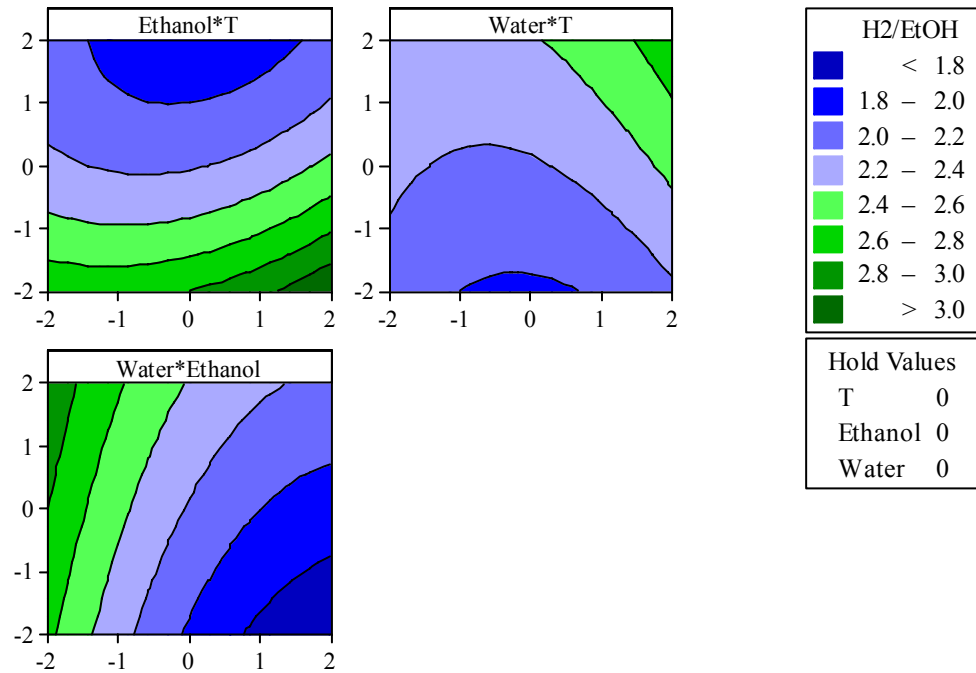 Ethanol*T
2
1
0
-1
-2
-2 -1 0 1 2
Water*T
2
1
0
-1
-2
-2 -1 0 1 2
Water*Ethanol
2
1
0
-1
-2
-2 -1 0 1 2
H2/EtOH
< 1.8
1.8 – 2.0
2.0 – 2.2
2.2 – 2.4
2.4 – 2.6
2.6 – 2.8
2.8 – 3.0
> 3.0
Hold Values
T 0
Ethanol 0
Water 0